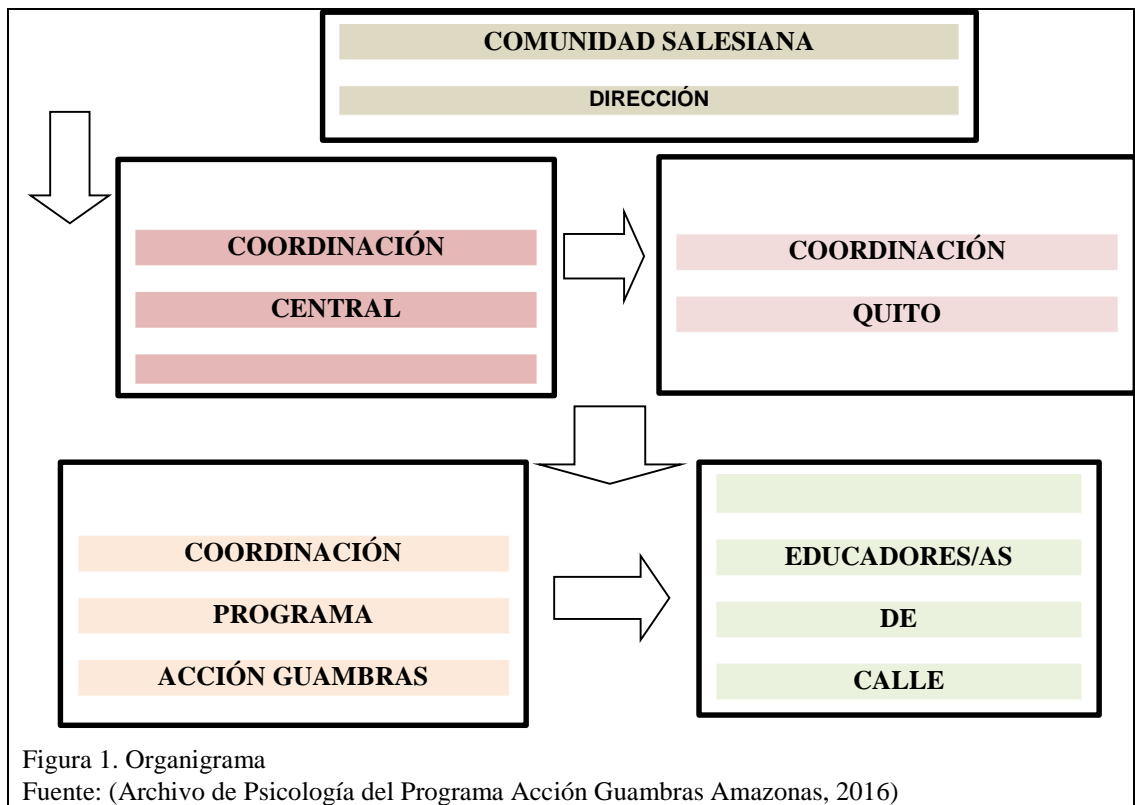 COMUNIDAD SALESIANA
DIRECCIÓN
COORDINACIÓN
CENTRAL
COORDINACIÓN
QUITO
COORDINACIÓN
PROGRAMA
ACCIÓN GUAMBRAS
EDUCADORES/AS
DE
CALLE
Figura 1. Organigrama
Fuente: (Archivo de Psicología del Programa Acción Guambras Amazonas, 2016)